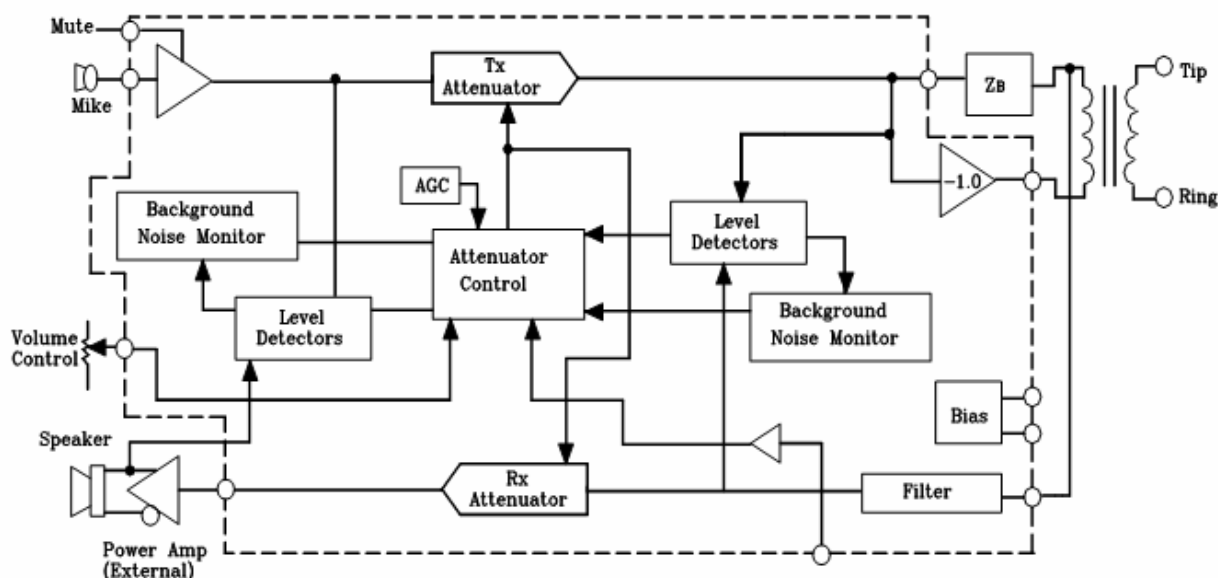 Mute
Mike
Tx
Attenuator
ZB
Tip
-1.0
Ring
AGC
Background
Noise Monitor
Attenuator
Control
Level
Detectors
Level
Detectors
Background
Noise Monitor
Volume
Control
Bias
Speaker
Rx
Attenuator
Filter
Power Amp
(External)